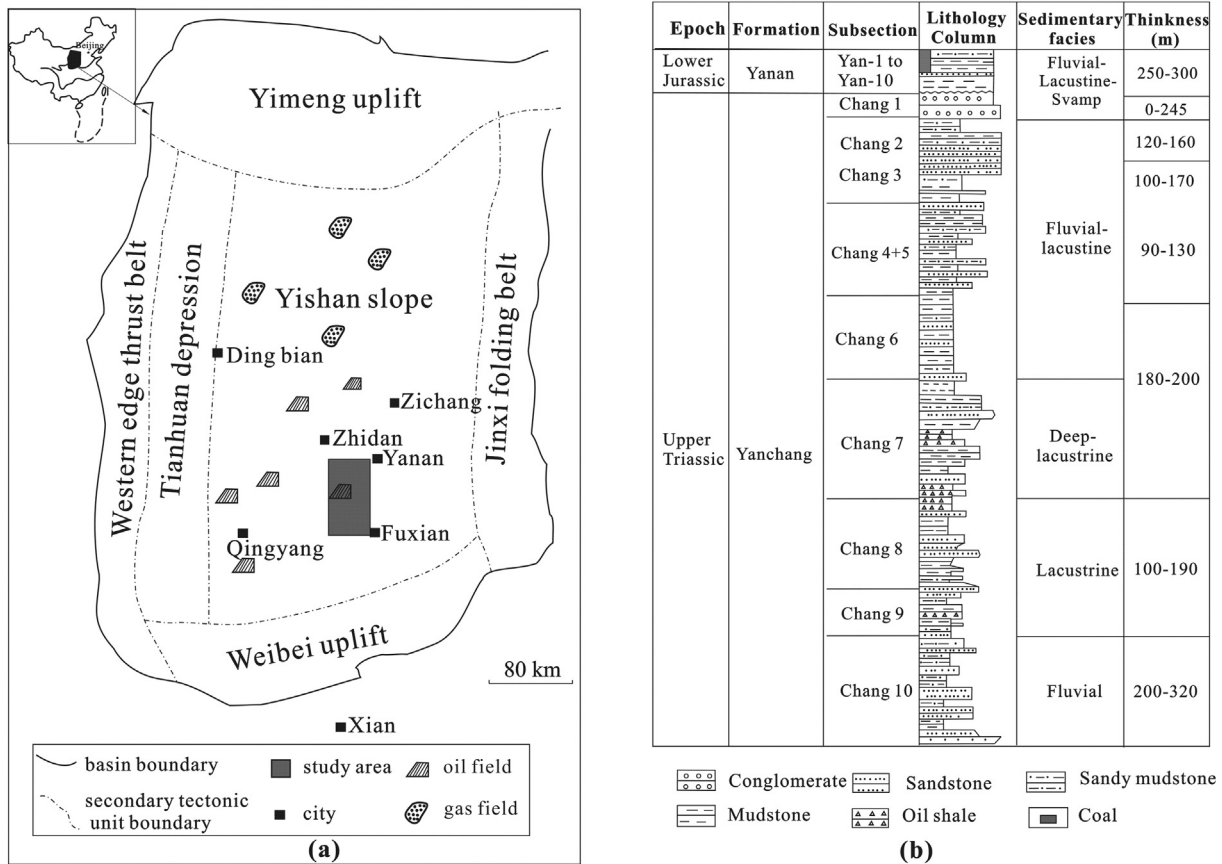 Beijing
Yimeng uplift
Western edge thrust belt
Tianhuan depression
Yishan slope
Jinxi folding belt
Ding bian
Zichang
Zhidan
Yanan
Qingyang
Fuxian
Weibei uplift
80 km
Xian
basin boundary
study area
oil field
secondary tectonic
unit boundary
city
gas field
(a)
Epoch Formation Subsection Lithology Column Sedimentary facies Thinkness (m)
Lower Jurassic
Yanan
Yan-1 to Yan-10
Fluvial-Lacustine-Svamp
250-300
Chang 1
0-245
Chang 2
120-160
Chang 3
100-170
Chang 4+5
Fluvial-lacustine
90-130
Chang 6
180-200
Upper Triassic
Yanchang
Chang 7
Deep-lacustrine
Chang 8
Lacustrine
100-190
Chang 9
Chang 10
Fluvial
200-320
Conglomerate
Sandstone
Sandy mudstone
Mudstone
Oil shale
Coal
(b)